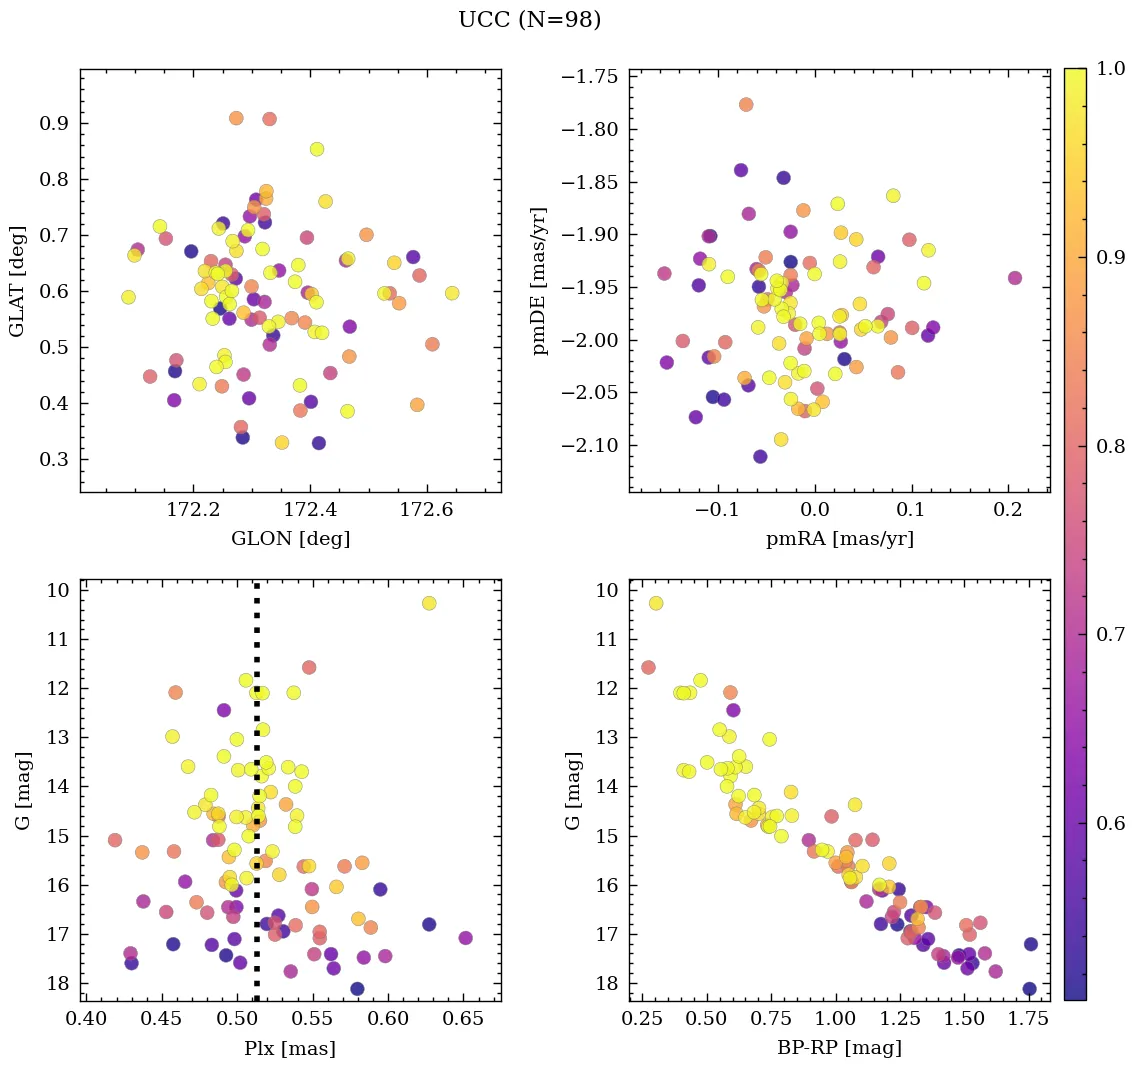 UCC (N=98)
0.9
0.8
0.7
0.6
0.5
0.4
0.3
GLAT [deg]
172.2 172.4 172.6
GLON [deg]
−1.75
−1.80
−1.85
−1.90
−1.95
−2.00
−2.05
−2.10
pmDE [mas/yr]
−0.1 0.0 0.1 0.2
pmRA [mas/yr]
10
11
12
13
14
15
16
17
18
G [mag]
0.40 0.45 0.50 0.55 0.60 0.65
Plx [mas]
10
11
12
13
14
15
16
17
18
G [mag]
0.25 0.50 0.75 1.00 1.25 1.50 1.75
BP-RP [mag]
1.0
0.9
0.8
0.7
0.6